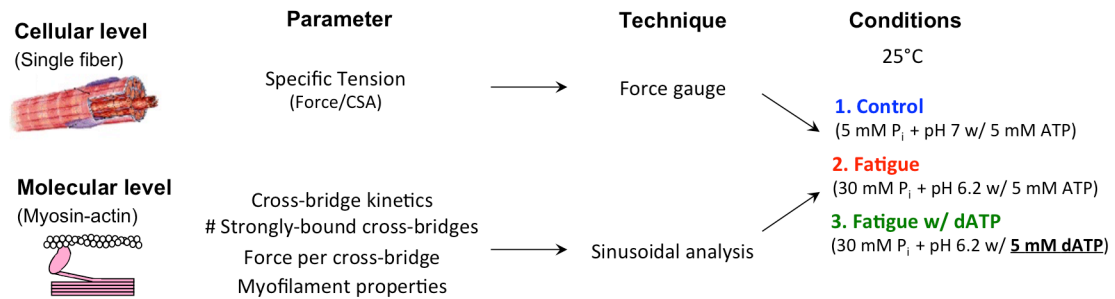 Parameter
Technique
Conditions
Cellular level
(Single fiber)
25°C
Specific Tension
(Force/CSA)
Force gauge
1. Control
(5 mM Pi + pH 7 w/ 5 mM ATP)
2. Fatigue
(30 mM Pi + pH 6.2 w/ 5 mM ATP)
3. Fatigue w/ dATP
(30 mM Pi + pH 6.2 w/ 5 mM dATP)
Molecular level
(Myosin-actin)
Cross-bridge kinetics
# Strongly-bound cross-bridges
Force per cross-bridge
Myofilament properties
Sinusoidal analysis